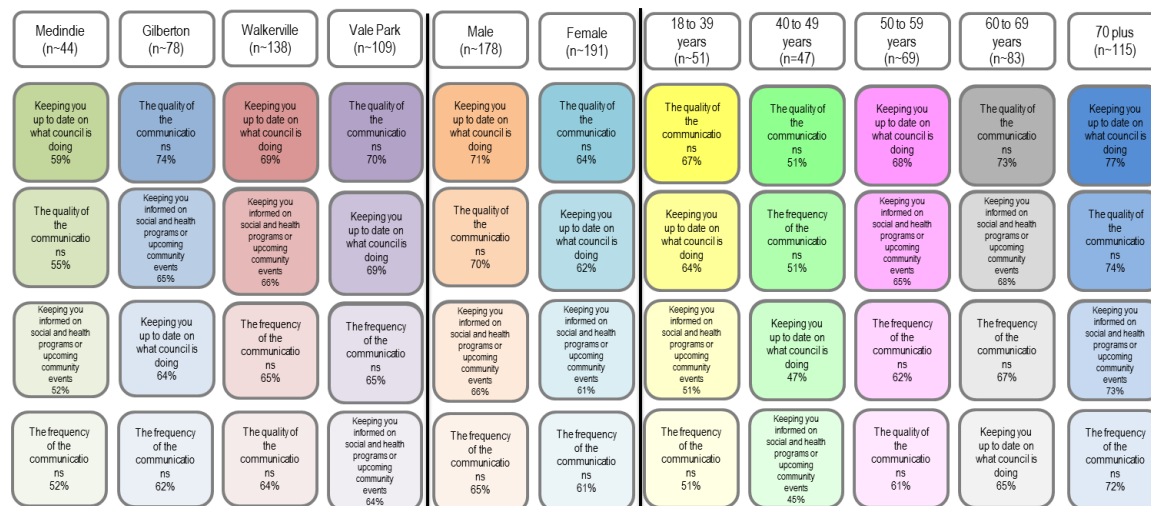 Medindie
(n~44)
Gilberton
(n~78)
Walkerville
(n~138)
Vale Park
(n~109)
Male
(n~178)
Female
(n~191)
18 to 39
years
(n~51)
40 to 49
years
(n=47)
50 to 59
years
(n~69)
60 to 69
years
(n~83)
70 plus
(n~115)
Keeping you
up to date on
what council is
doing
59%
The quality of
the
communicatio
ns
74%
Keeping you
up to date on
what council is
doing
69%
The quality of
the
communicatio
ns
70%
Keeping you
up to date on
what council is
doing
71%
The quality of
the
communicatio
ns
64%
The quality of
the
communicatio
ns
67%
The quality of
the
communicatio
ns
51%
Keeping you
up to date on
what council is
doing
68%
The quality of
the
communicatio
ns
73%
Keeping you
up to date on
what council is
doing
77%
The quality of
the
communicatio
ns
55%
Keeping you
informed on
social and health
programs or
upcoming
community
events
65%
Keeping you
informed on
social and health
programs or
upcoming
community
events
66%
Keeping you
up to date on
what council is
doing
69%
The quality of
the
communicatio
ns
70%
Keeping you
up to date on
what council is
doing
62%
Keeping you
up to date on
what council is
doing
64%
The frequency
of the
communicatio
ns
51%
Keeping you
informed on
social and health
programs or
upcoming
community
events
65%
Keeping you
informed on
social and health
programs or
upcoming
community
events
68%
The quality of
the
communicatio
ns
74%
Keeping you
informed on
social and health
programs or
upcoming
community
events
52%
Keeping you
up to date on
what council is
doing
64%
The frequency
of the
communicatio
ns
65%
The frequency
of the
communicatio
ns
65%
Keeping you
informed on
social and health
programs or
upcoming
community
events
66%
Keeping you
informed on
social and health
programs or
upcoming
community
events
61%
Keeping you
informed on
social and health
programs or
upcoming
community
events
51%
Keeping you
up to date on
what council is
doing
47%
The frequency
of the
communicatio
ns
62%
The frequency
of the
communicatio
ns
67%
Keeping you
informed on
social and health
programs or
upcoming
community
events
73%
The frequency
of the
communicatio
ns
52%
The frequency
of the
communicatio
ns
62%
The quality of
the
communicatio
ns
64%
Keeping you
informed on
social and health
programs or
upcoming
community
events
64%
The frequency
of the
communicatio
ns
65%
The frequency
of the
communicatio
ns
61%
The frequency
of the
communicatio
ns
51%
Keeping you
informed on
social and health
programs or
upcoming
community
events
45%
The quality of
the
communicatio
ns
61%
Keeping you
up to date on
what council is
doing
65%
The frequency
of the
communicatio
ns
72%